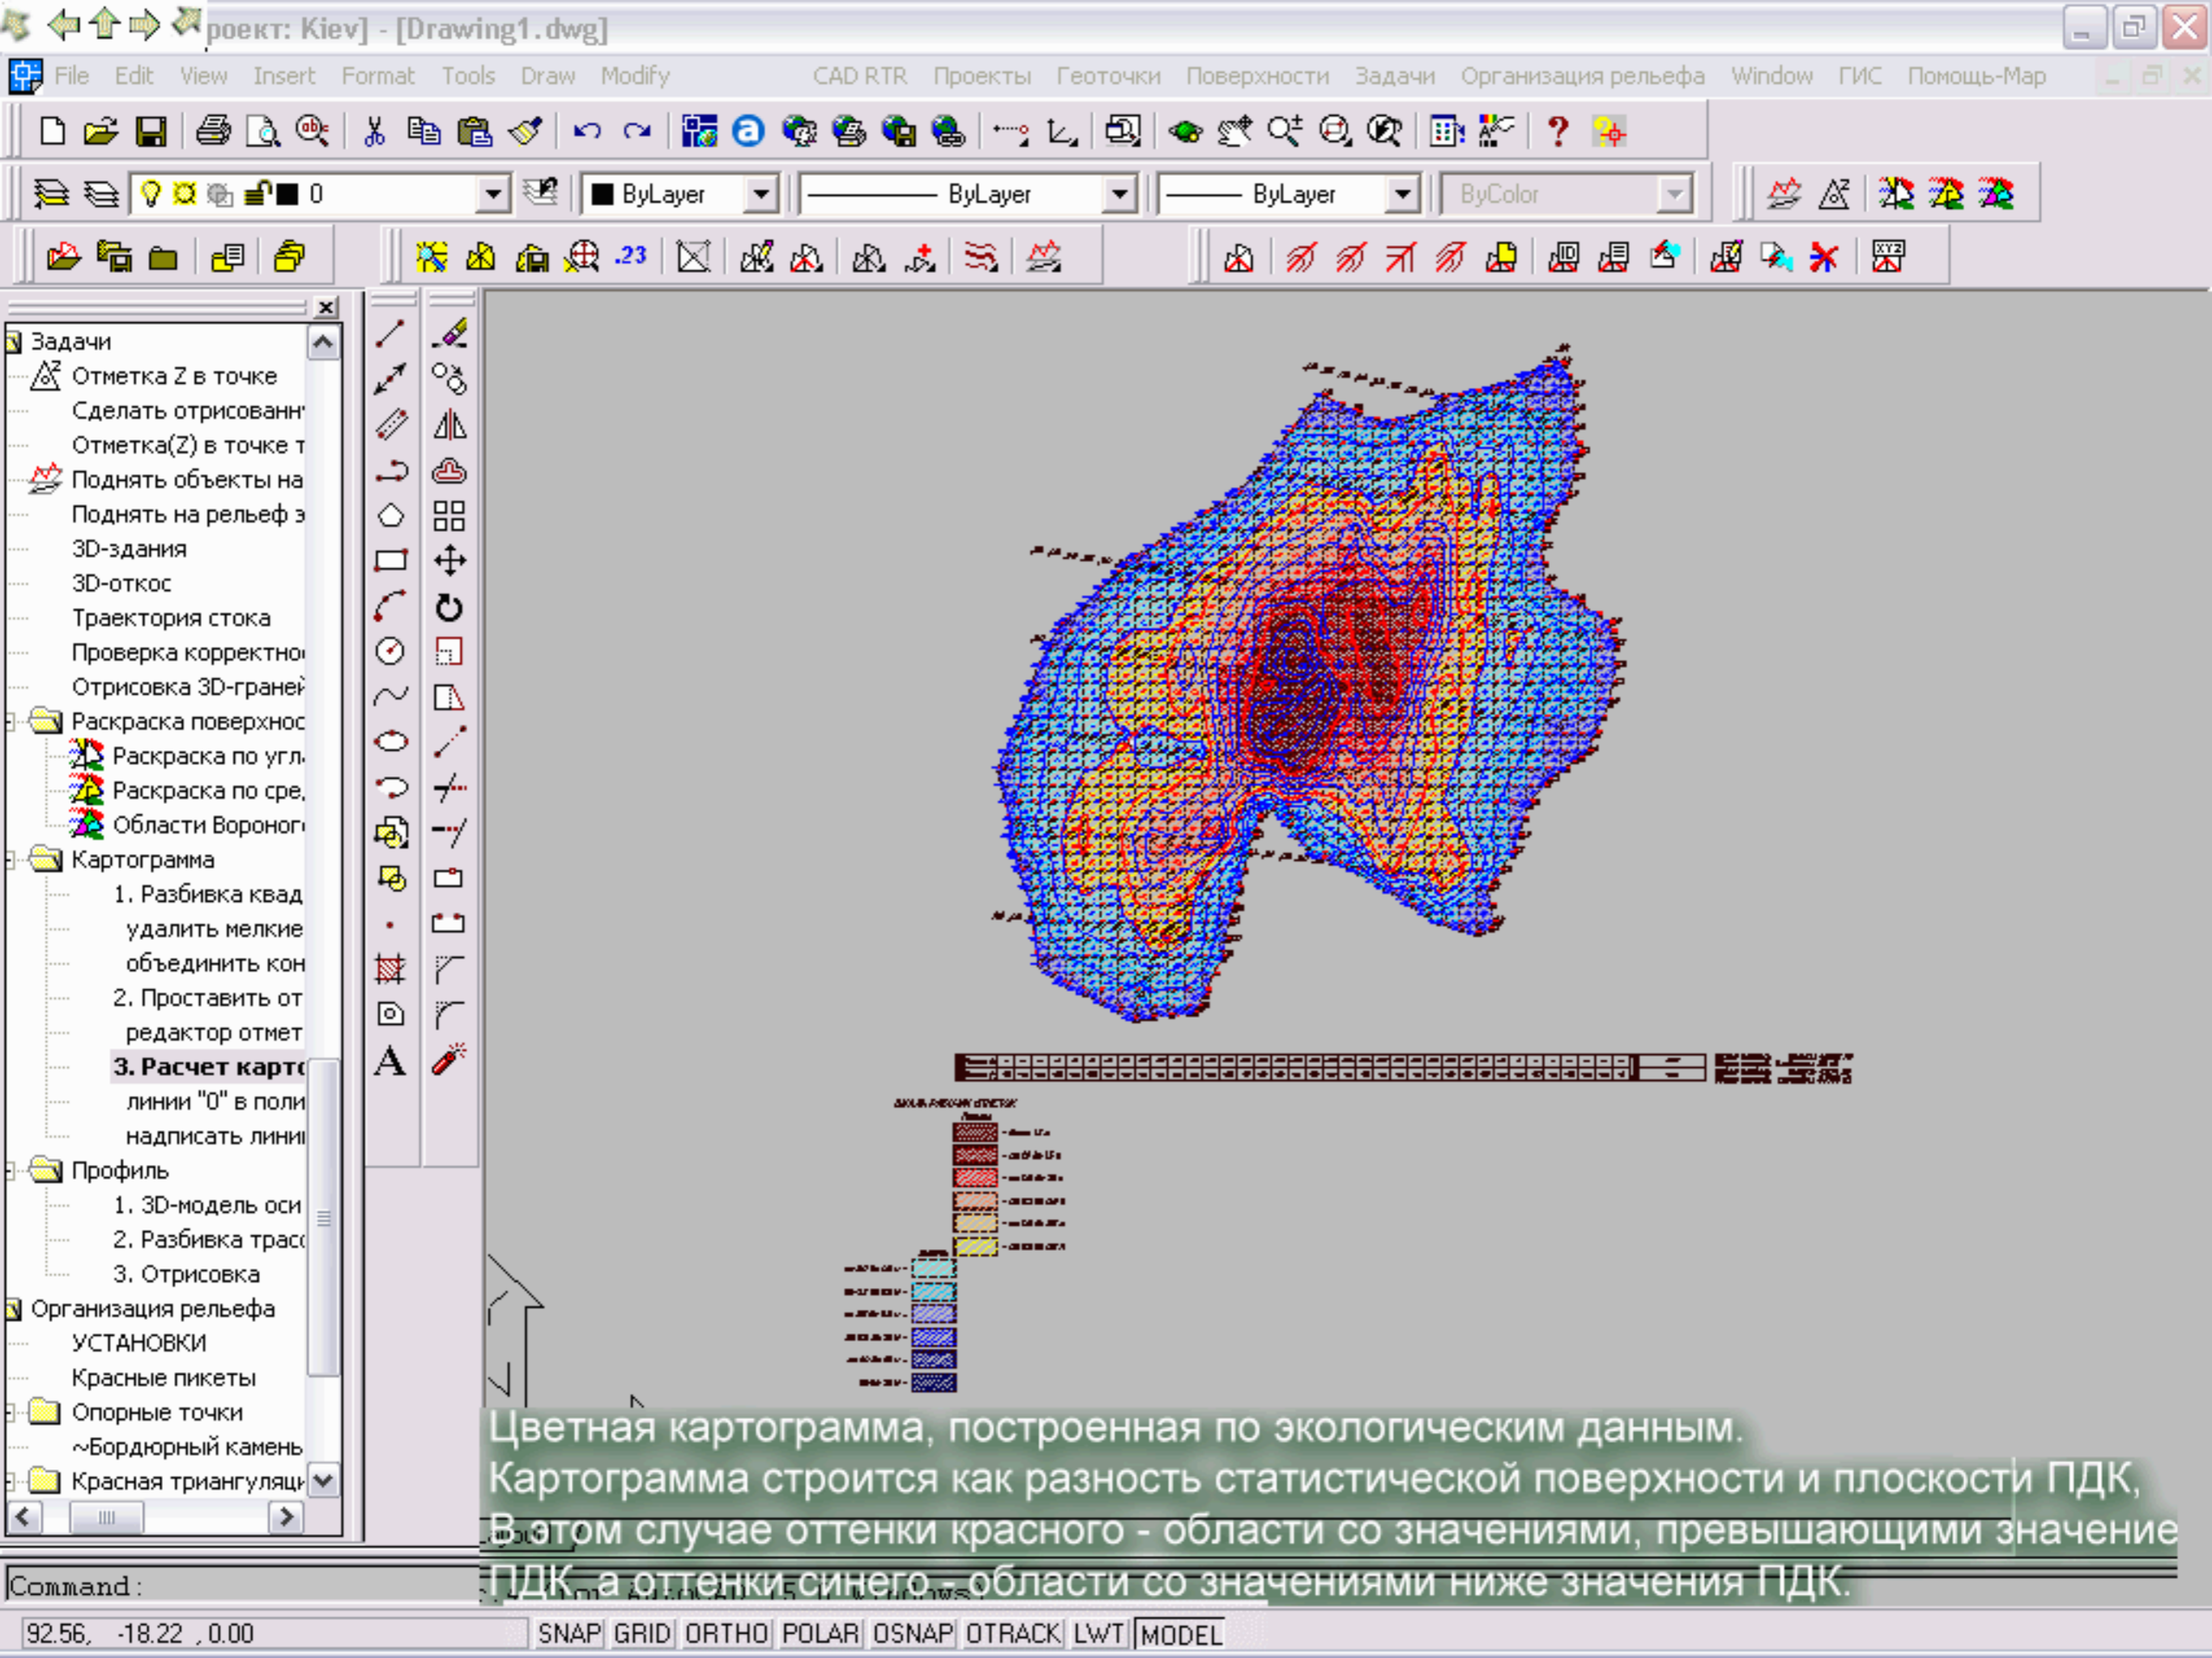 роект: Kiev] - [Drawing1.dwg]
File Edit View Insert Format Tools Draw Modify CAD RTR Проекты Геоточки Поверхности Задачи Организация рельефа Window ГИС Помощь-Map
0 ByLayer ByLayer ByLayer ByColor
.23
Задачи
Отметка Z в точке
Сделать отрисованн
Отметка(Z) в точке т
Поднять объекты на
Поднять на рельеф з
3D-здания
3D-откос
Траектория стока
Проверка корректно
Отрисовка 3D-граней
Раскраска поверхнос
Раскраска по угл
Раскраска по сре
Области Вороног
Картограмма
1. Разбивка квад
удалить мелкие
объединить кон
2. Проставить от
редактор отмет
3. Расчет карто
линии "0" в поли
надписать лини
Профиль
1. 3D-модель оси
2. Разбивка трасс
3. Отрисовка
Организация рельефа
УСТАНОВКИ
Красные пикеты
Опорные точки
~Бордюрный камень
Красная триангуляци
Цветная картограмма, построенная по экологическим данным.
Картограмма строится как разность статистической поверхности и плоскости ПДК,
В этом случае оттенки красного - области со значениями, превышающими значение
ПДК, а оттенки синего - области со значениями ниже значения ПДК.
Command:
92.56, -18.22 , 0.00 SNAP GRID ORTHO POLAR OSNAP OTRACK LWT MODEL